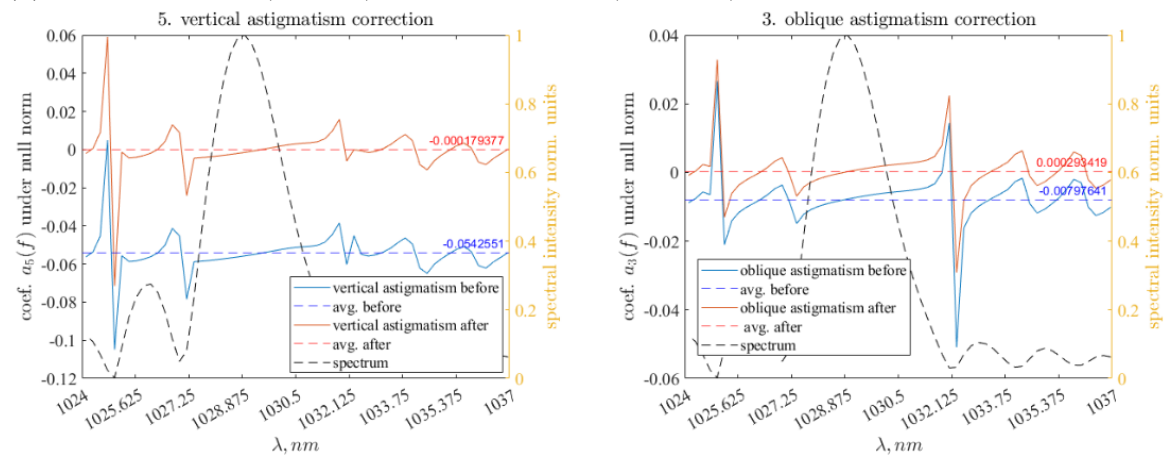 5. vertical astigmatism correction
coef. a₅(f) under null norm
0.06
0.04
0.02
0
-0.02
-0.04
-0.06
-0.08
-0.1
-0.12
-0.000179377
-0.0542551
vertical astigmatism before
avg. before
vertical astigmatism after
avg. after
spectrum
1
0.8
0.6
0.4
0.2
0
spectral intensity norm. units
1024
1025.625
1027.25
1028.875
1030.5
1032.125
1033.75
1035.375
1037
λ, nm
3. oblique astigmatism correction
coef. a₃(f) under null norm
0.04
0.02
0
-0.02
-0.04
-0.06
0.000293419
-0.00797641
oblique astigmatism before
avg. before
oblique astigmatism after
avg. after
spectrum
1
0.8
0.6
0.4
0.2
0
spectral intensity norm. units
1024
1025.625
1027.25
1028.875
1030.5
1032.125
1033.75
1035.375
1037
λ, nm